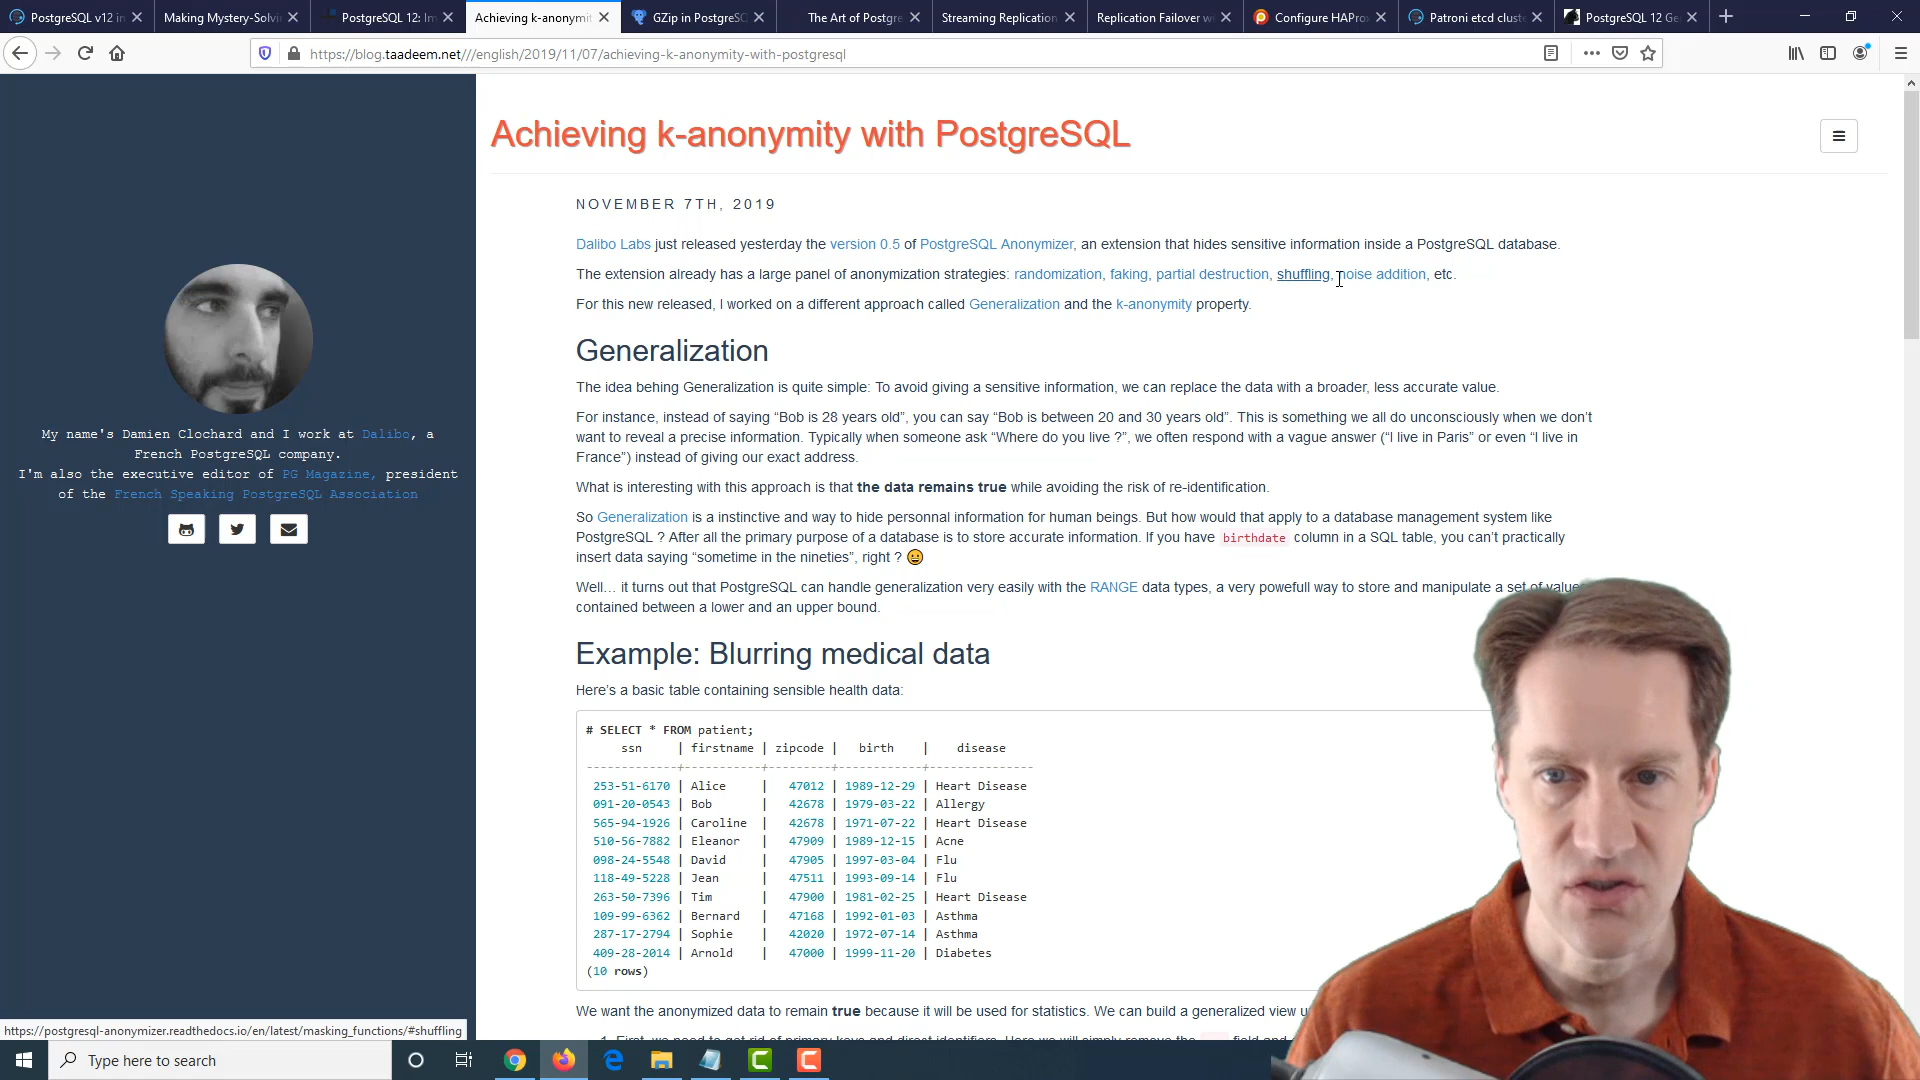 PostgreSQL v12 in
Making Mystery-Solvi
PostgreSQL 12: Im
Achieving k-anonymit
GZip in PostgreSQ
The Art of Postgre
Streaming Replication
Replication Failover w
Configure HAProx
Patroni etcd cluste
PostgreSQL 12 Ge
https://blog.taadeem.net///english/2019/11/07/achieving-k-anonymity-with-postgresql
Achieving k-anonymity with PostgreSQL
NOVEMBER 7TH, 2019
Dalibo Labs just released yesterday the version 0.5 of PostgreSQL Anonymizer, an extension that hides sensitive information inside a PostgreSQL database.
The extension already has a large panel of anonymization strategies: randomization, faking, partial destruction, shuffling, noise addition, etc.
For this new released, I worked on a different approach called Generalization and the k-anonymity property.
Generalization
The idea behing Generalization is quite simple: To avoid giving a sensitive information, we can replace the data with a broader, less accurate value.
For instance, instead of saying “Bob is 28 years old”, you can say “Bob is between 20 and 30 years old”. This is something we all do unconsciously when we don’t
want to reveal a precise information. Typically when someone ask “Where do you live ?”, we often respond with a vague answer (“I live in Paris” or even “I live in
France”) instead of giving our exact address.
What is interesting with this approach is that the data remains true while avoiding the risk of re-identification.
So Generalization is a instinctive and way to hide personnal information for human beings. But how would that apply to a database management system like
PostgreSQL ? After all the primary purpose of a database is to store accurate information. If you have birthdate column in a SQL table, you can’t practically
insert data saying “sometime in the nineties”, right ? 😀
Well… it turns out that PostgreSQL can handle generalization very easily with the RANGE data types, a very powefull way to store and manipulate a set of value
contained between a lower and an upper bound.
Example: Blurring medical data
Here’s a basic table containing sensible health data:
# SELECT * FROM patient;
ssn | firstname | zipcode | birth | disease
-------------+-----------+---------+------------+---------------
253-51-6170 | Alice | 47012 | 1989-12-29 | Heart Disease
091-20-0543 | Bob | 42678 | 1979-03-22 | Allergy
565-94-1926 | Caroline | 42678 | 1971-07-22 | Heart Disease
510-56-7882 | Eleanor | 47909 | 1989-12-15 | Acne
098-24-5548 | David | 47905 | 1997-03-04 | Flu
118-49-5228 | Jean | 47511 | 1993-09-14 | Flu
263-50-7396 | Tim | 47900 | 1981-02-25 | Heart Disease
109-99-6362 | Bernard | 47168 | 1992-01-03 | Asthma
287-17-2794 | Sophie | 42020 | 1972-07-14 | Asthma
409-28-2014 | Arnold | 47000 | 1999-11-20 | Diabetes
(10 rows)
We want the anonymized data to remain true because it will be used for statistics. We can build a generalized view u
1. First, we need to get rid of primary keys and direct identifiers. Here we will simply remove the field and
My name's Damien Clochard and I work at Dalibo, a
French PostgreSQL company.
I'm also the executive editor of PG Magazine, president
of the French Speaking PostgreSQL Association
https://postgresql-anonymizer.readthedocs.io/en/latest/masking_functions/#shuffling
Type here to search